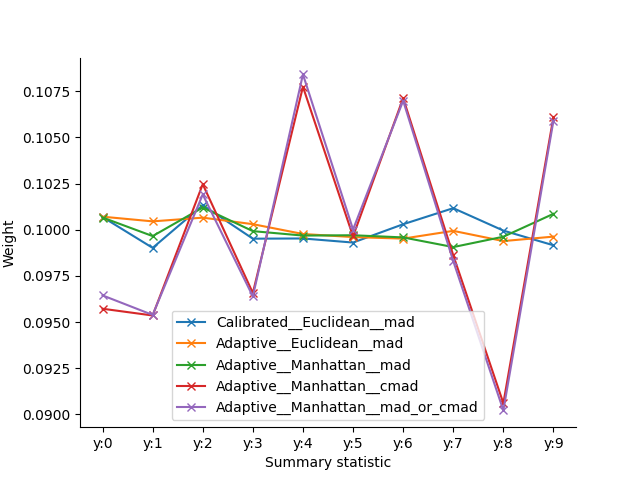 0.1075
0.1050
0.1025
0.1000
0.0975
0.0950
0.0925
0.0900
Weight
Calibrated__Euclidean__mad
Adaptive__Euclidean__mad
Adaptive__Manhattan__mad
Adaptive__Manhattan__cmad
Adaptive__Manhattan__mad_or_cmad
y:0 y:1 y:2 y:3 y:4 y:5 y:6 y:7 y:8 y:9
Summary statistic